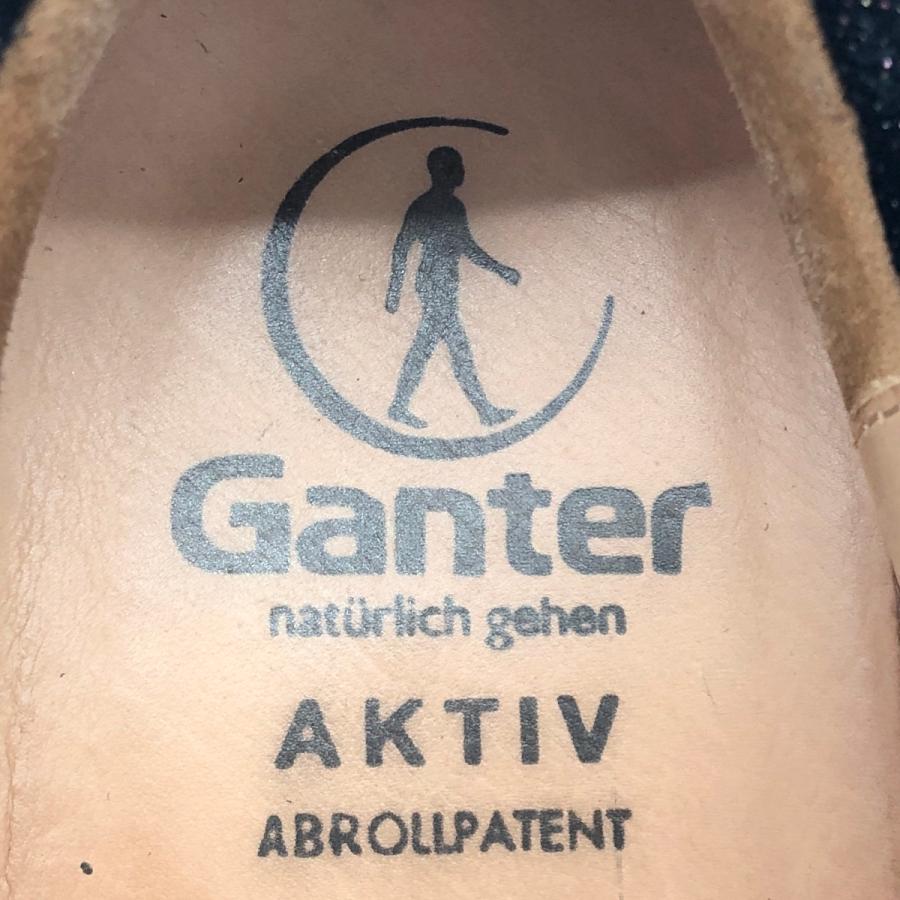 Ganter
natürlich gehen
AKTIV
ABROLLPATENT